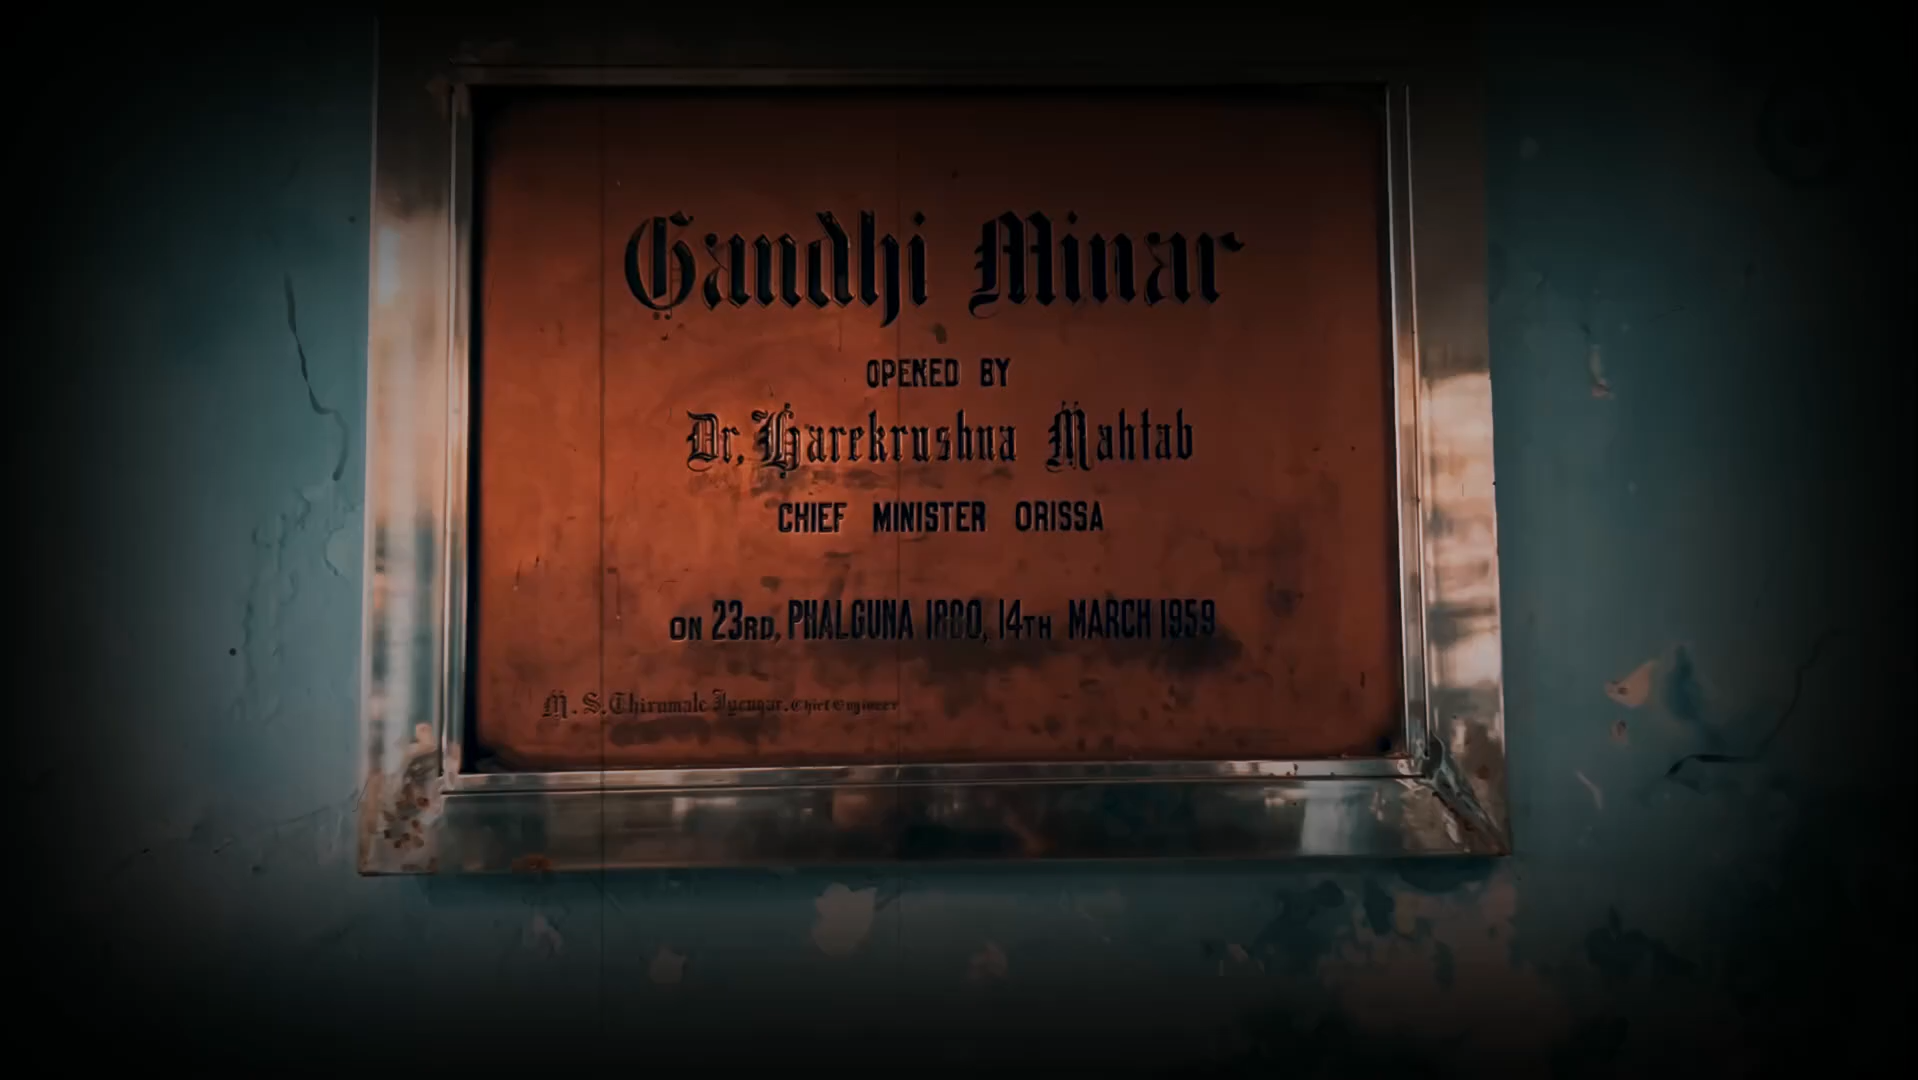 Gandhi Minar
OPENED BY
Dr. Harekrushna Mahtab
CHIEF MINISTER ORISSA
ON 23RD, PHALGUNA 1880, 14TH MARCH 1959
M. S. Thirumale Iyengar, Chief Engineer